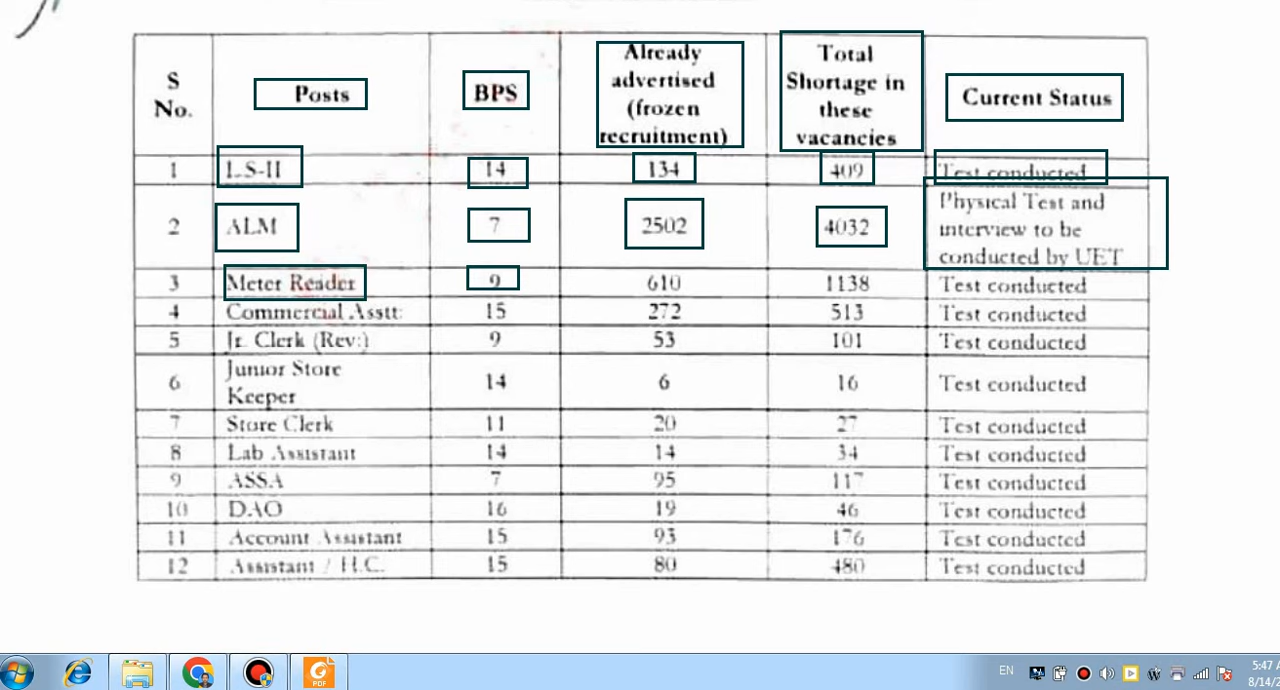 S No. Posts BPS Already advertised (frozen recruitment) Total Shortage in these vacancies Current Status
1 LS-II 14 134 409 Test conducted
2 ALM 7 2502 4032 Physical Test and interview to be conducted by UET
3 Meter Reader 9 610 1138 Test conducted
4 Commercial Asstt: 15 272 513 Test conducted
5 Jr. Clerk (Rev:) 9 53 101 Test conducted
6 Junior Store Keeper 14 6 16 Test conducted
7 Store Clerk 11 20 27 Test conducted
8 Lab Assistant 14 14 34 Test conducted
9 ASSA 7 95 117 Test conducted
10 DAO 16 19 46 Test conducted
11 Account Assistant 15 93 176 Test conducted
12 Assistant / H.C. 15 80 480 Test conducted
PDF
EN
5:47